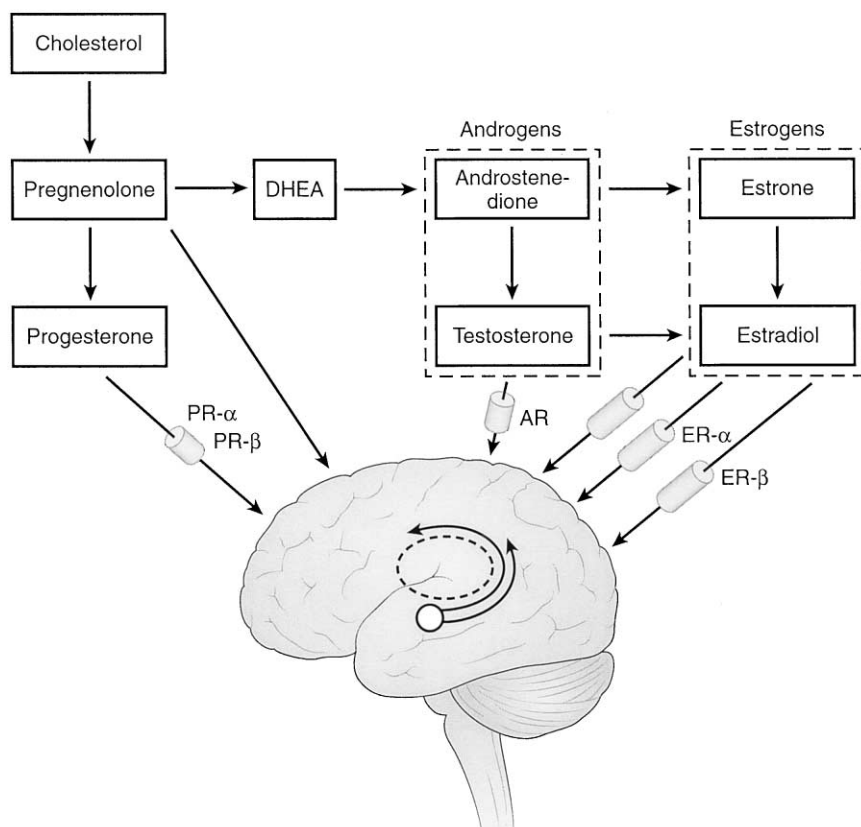 Cholesterol
Androgens
Estrogens
Pregnenolone
DHEA
Androstene-
dione
Estrone
Progesterone
Testosterone
Estradiol
PR-α
PR-β
AR
ER-α
ER-β